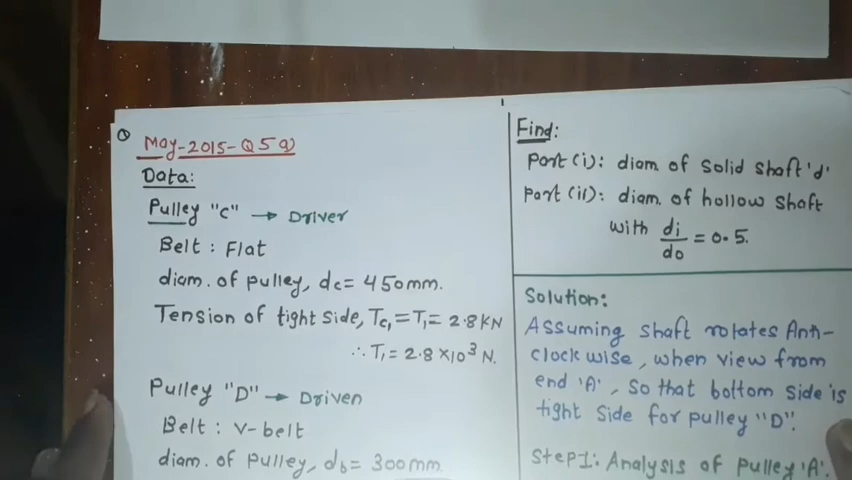 ① May-2015-Q5 a)
Data:
Pulley "C" → Driver
Belt: Flat
diam. of pulley, dc = 450mm.
Tension of tight side, Tc₁ = T₁ = 2.8 KN
∴ T₁ = 2.8 × 10³ N.
Pulley "D" → Driven
Belt: V-belt
diam. of pulley, d_b = 300mm.
Find:
Part (i): diam of Solid Shaft 'd'
Part (ii): diam. of hollow Shaft
with di/do = 0.5.
Solution:
Assuming Shaft rotates Anti-
clock wise, when view from
end 'A', So that bottom side is
tight Side for pulley "D".
Step 1: Analysis of Pulley 'A'.